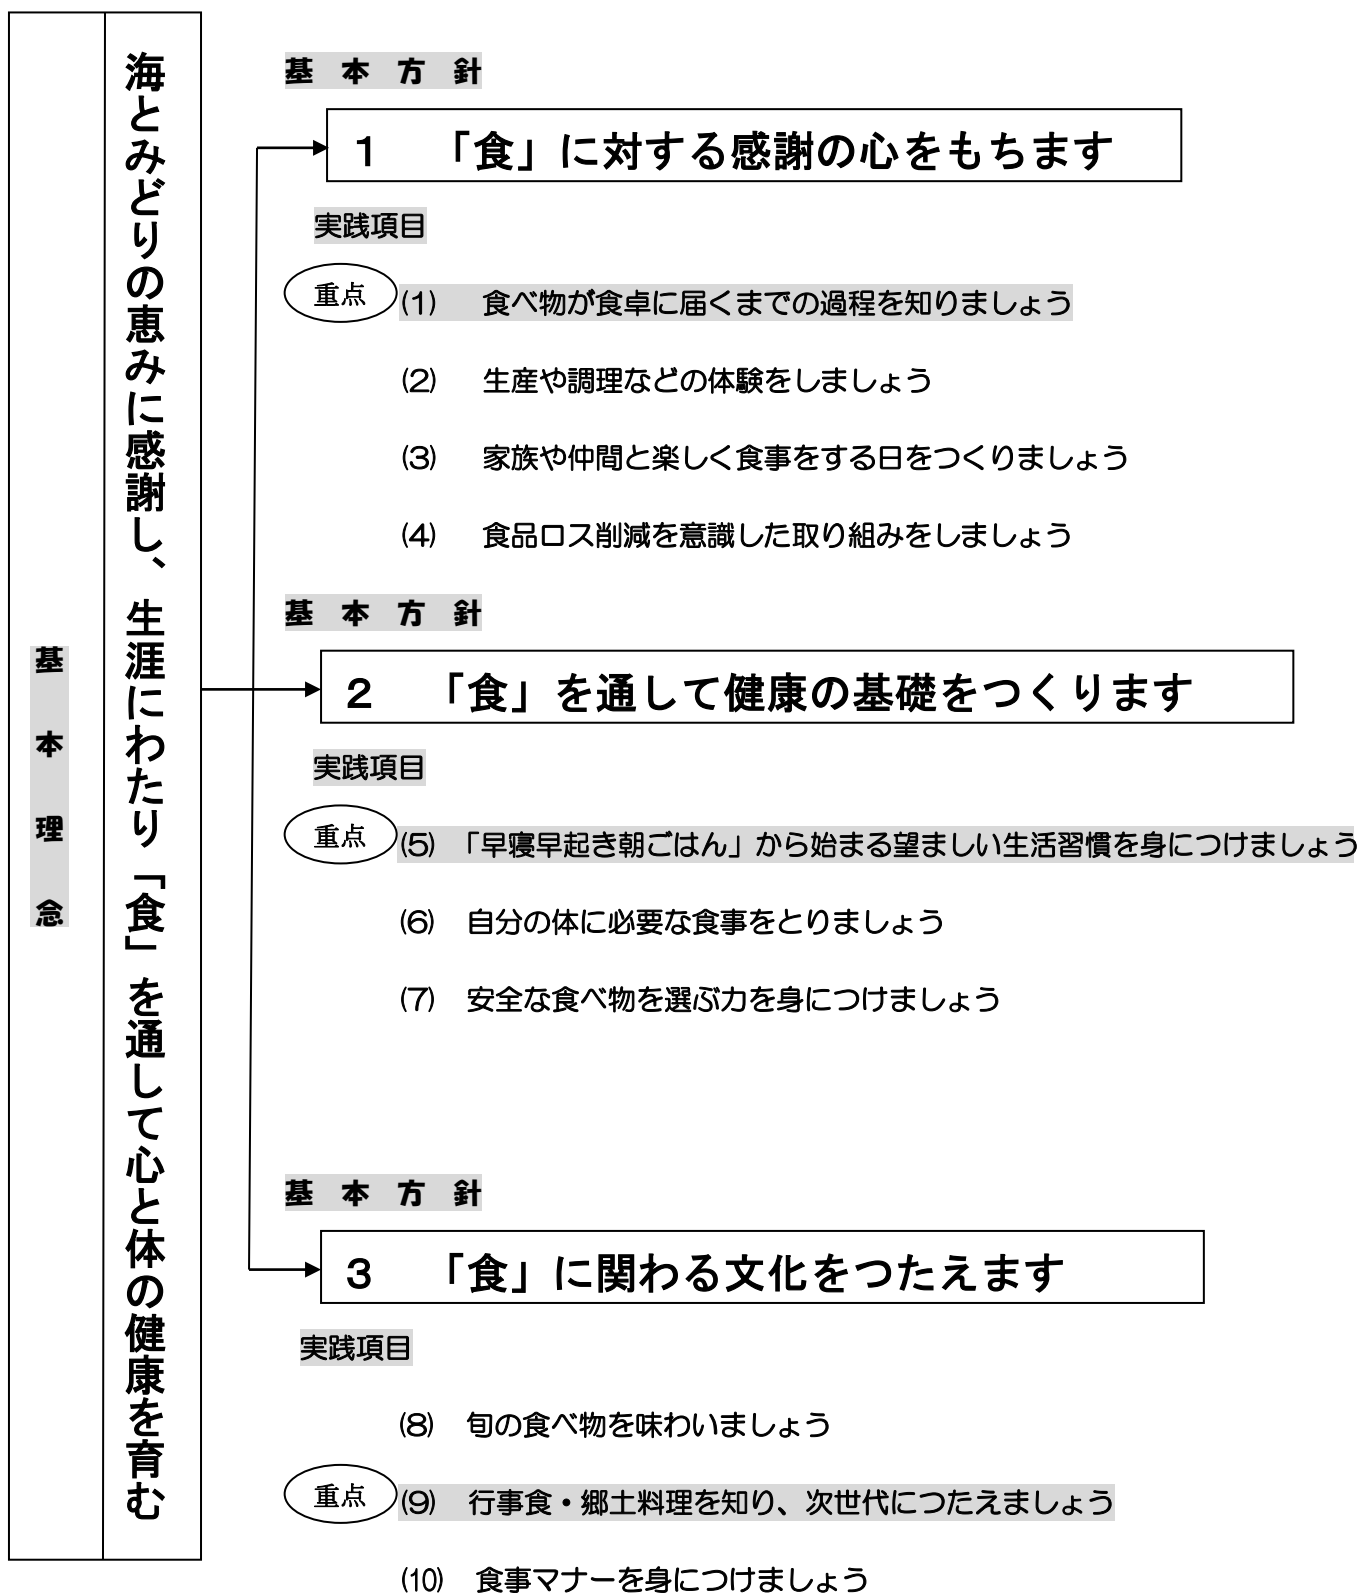 基本理念
海とみどりの恵みに感謝し、生涯にわたり「食」を通して心と体の健康を育む
基本方針
１　「食」に対する感謝の心をもちます
実践項目
重点 (1)　食べ物が食卓に届くまでの過程を知りましょう
(2)　生産や調理などの体験をしましょう
(3)　家族や仲間と楽しく食事をする日をつくりましょう
(4)　食品ロス削減を意識した取り組みをしましょう
基本方針
２　「食」を通して健康の基礎をつくります
実践項目
重点 (5)　「早寝早起き朝ごはん」から始まる望ましい生活習慣を身につけましょう
(6)　自分の体に必要な食事をとりましょう
(7)　安全な食べ物を選ぶ力を身につけましょう
基本方針
３　「食」に関わる文化をつたえます
実践項目
(8)　旬の食べ物を味わいましょう
重点 (9)　行事食・郷土料理を知り、次世代につたえましょう
(10)　食事マナーを身につけましょう